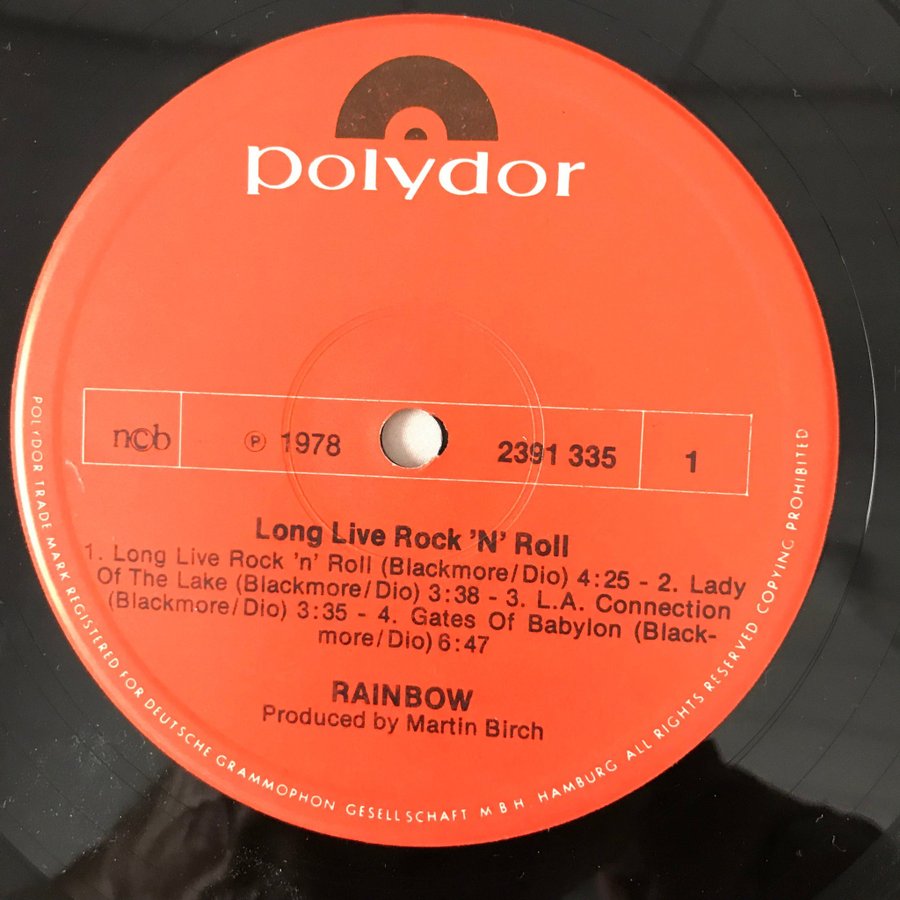 polydor
ncb
℗ 1978
2391 335
1
Long Live Rock 'N' Roll
1. Long Live Rock 'n' Roll (Blackmore/Dio) 4:25 - 2. Lady
Of The Lake (Blackmore/Dio) 3:38 - 3. L.A. Connection
(Blackmore/Dio) 3:35 - 4. Gates Of Babylon (Black-
more/Dio) 6:47
RAINBOW
Produced by Martin Birch
POLYDOR TRADE MARK REGISTERED FOR DEUTSCHE GRAMMOPHON GESELLSCHAFT MBH HAMBURG ALL RIGHTS RESERVED COPYING PROHIBITED